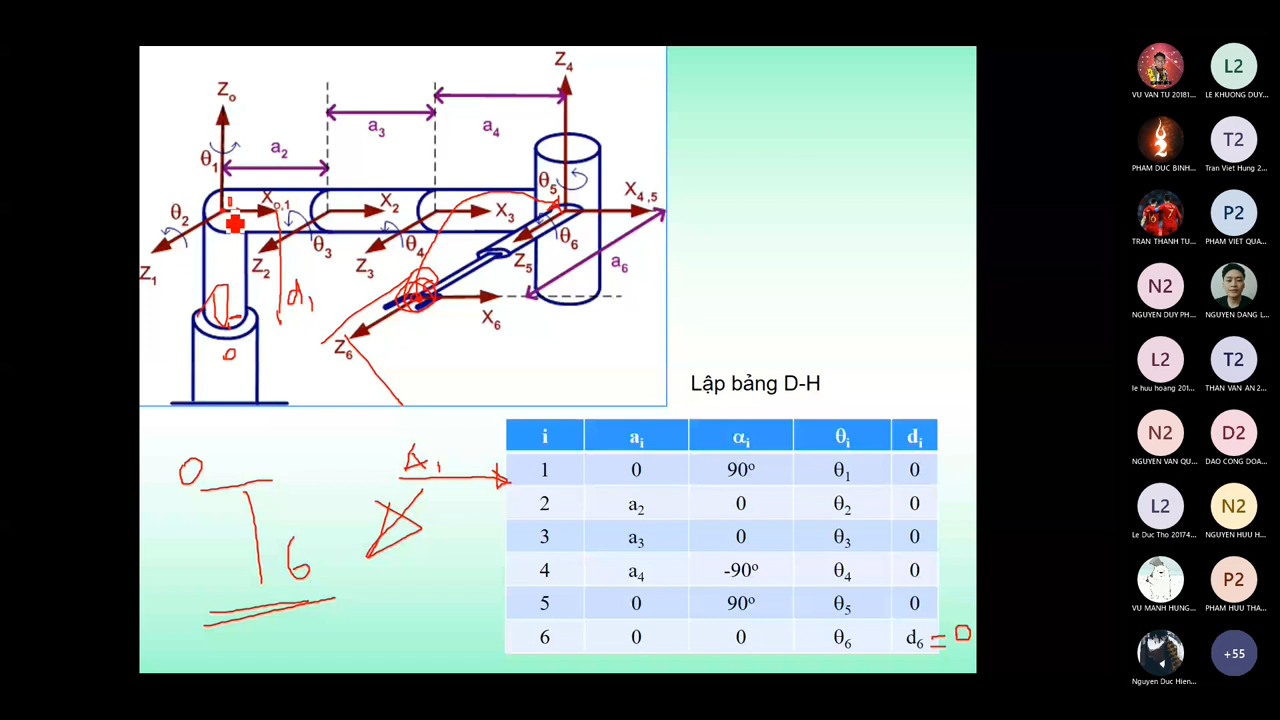 Z₄
Z₀
a₃
a₄
a₂
θ₁
θ₅
X₀,₁
X₂
X₃
X₄,₅
θ₂
θ₃
θ₄
θ₆
Z₁
Z₂
Z₃
Z₅
a₆
d₁
X₆
Z₆
0
Lập bảng D-H
i aᵢ αᵢ θᵢ dᵢ
1 0 90º θ₁ 0
2 a₂ 0 θ₂ 0
3 a₃ 0 θ₃ 0
4 a₄ -90º θ₄ 0
5 0 90º θ₅ 0
6 0 0 θ₆ d₆ = 0
0
T
6
A₁
VU VAN TU 20181...
L2
LE KHUONG DUY...
PHAM DUC BINH...
T2
Tran Viet Hung 2...
TRAN THANH TU...
P2
PHAM VIET QUA...
N2
NGUYEN DUY PH...
NGUYEN DANG L...
L2
le huu hoang 201...
T2
THAN VAN AN 2...
N2
NGUYEN VAN QU...
D2
DAO CONG DOA...
L2
Le Duc Tho 20174...
N2
NGUYEN HUU H...
VU MANH HUNG...
P2
PHAM HUU THA...
Nguyen Duc Hien...
+55